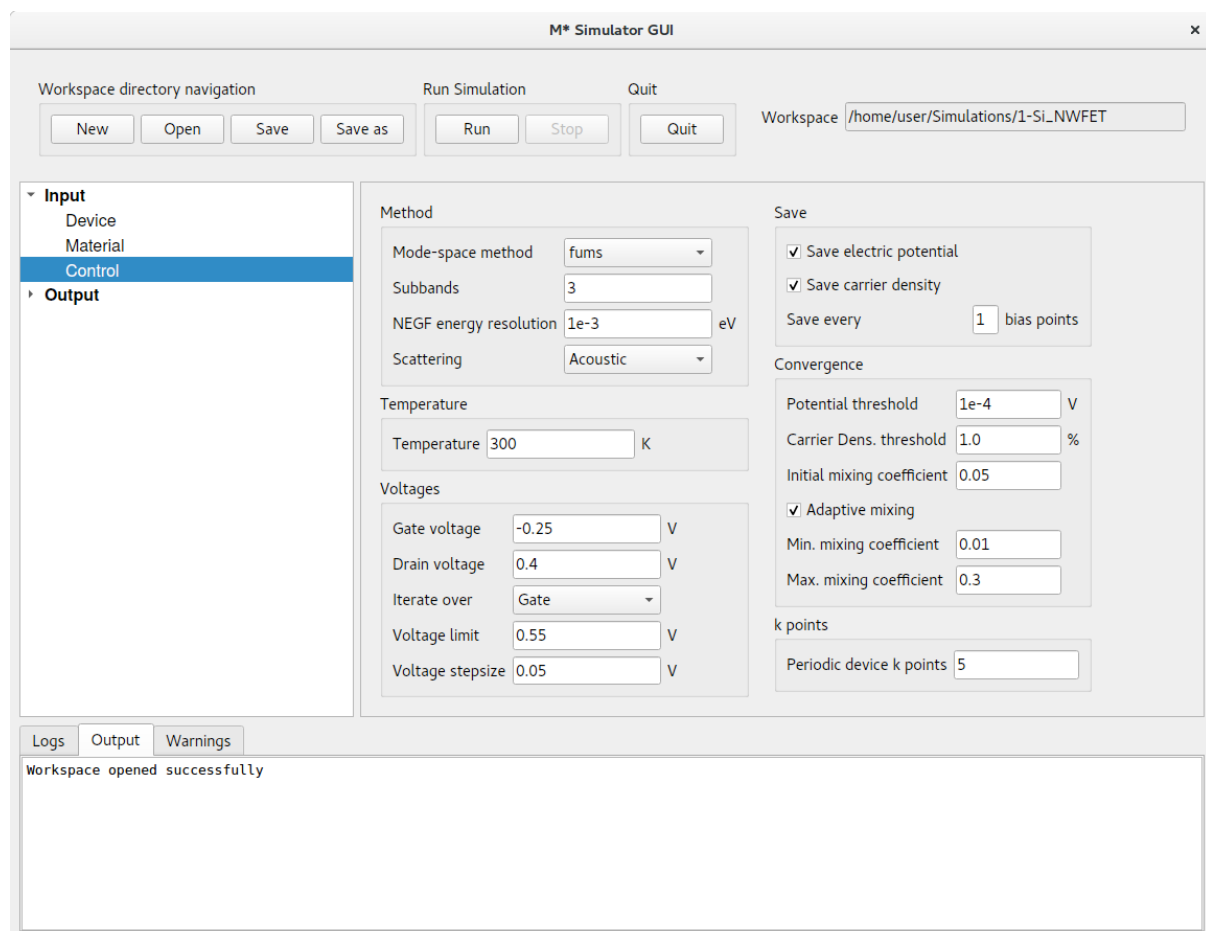 M* Simulator GUI ×
Workspace directory navigation
New Open Save Save as
Run Simulation
Run Stop
Quit
Quit
Workspace /home/user/Simulations/1-Si_NWFET
Input
Device
Material
Control
Output
Method
Mode-space method fums
Subbands 3
NEGF energy resolution 1e-3 eV
Scattering Acoustic
Temperature
Temperature 300 K
Voltages
Gate voltage -0.25 V
Drain voltage 0.4 V
Iterate over Gate
Voltage limit 0.55 V
Voltage stepsize 0.05 V
Save
Save electric potential
Save carrier density
Save every 1 bias points
Convergence
Potential threshold 1e-4 V
Carrier Dens. threshold 1.0 %
Initial mixing coefficient 0.05
Adaptive mixing
Min. mixing coefficient 0.01
Max. mixing coefficient 0.3
k points
Periodic device k points 5
Logs Output Warnings
Workspace opened successfully